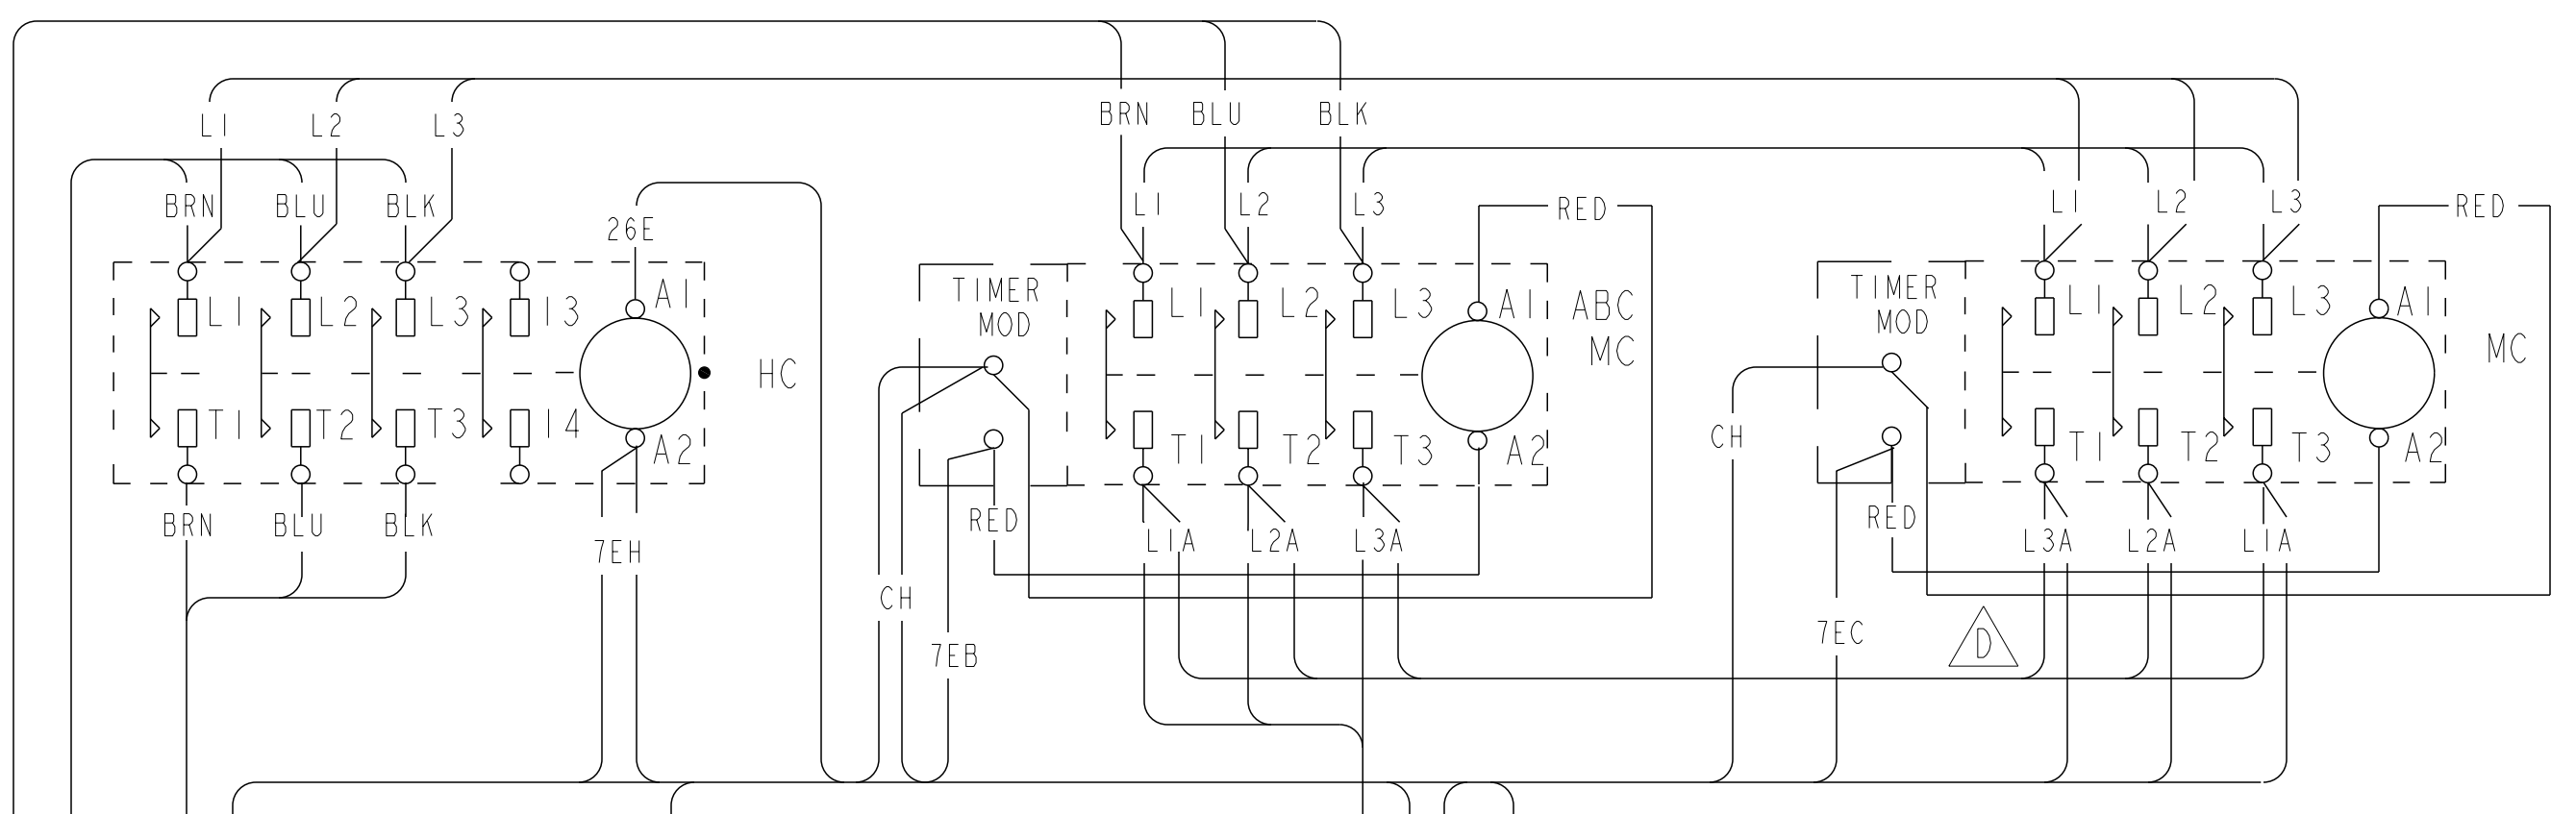 BRN BLU BLK
L1 L2 L3
BRN BLU BLK
26E
L1 L2 L3
RED
L1 L2 L3
RED
A1
L1 L2 L3 13
HC
T1 T2 T3 14
A2
BRN BLU BLK
7EH
TIMER
MOD
L1 L2 L3 A1
ABC
MC
T1 T2 T3 A2
RED
L1A L2A L3A
CH
7EB
TIMER
MOD
L1 L2 L3 A1
MC
CH
T1 T2 T3 A2
RED
L3A L2A L1A
7EC
D